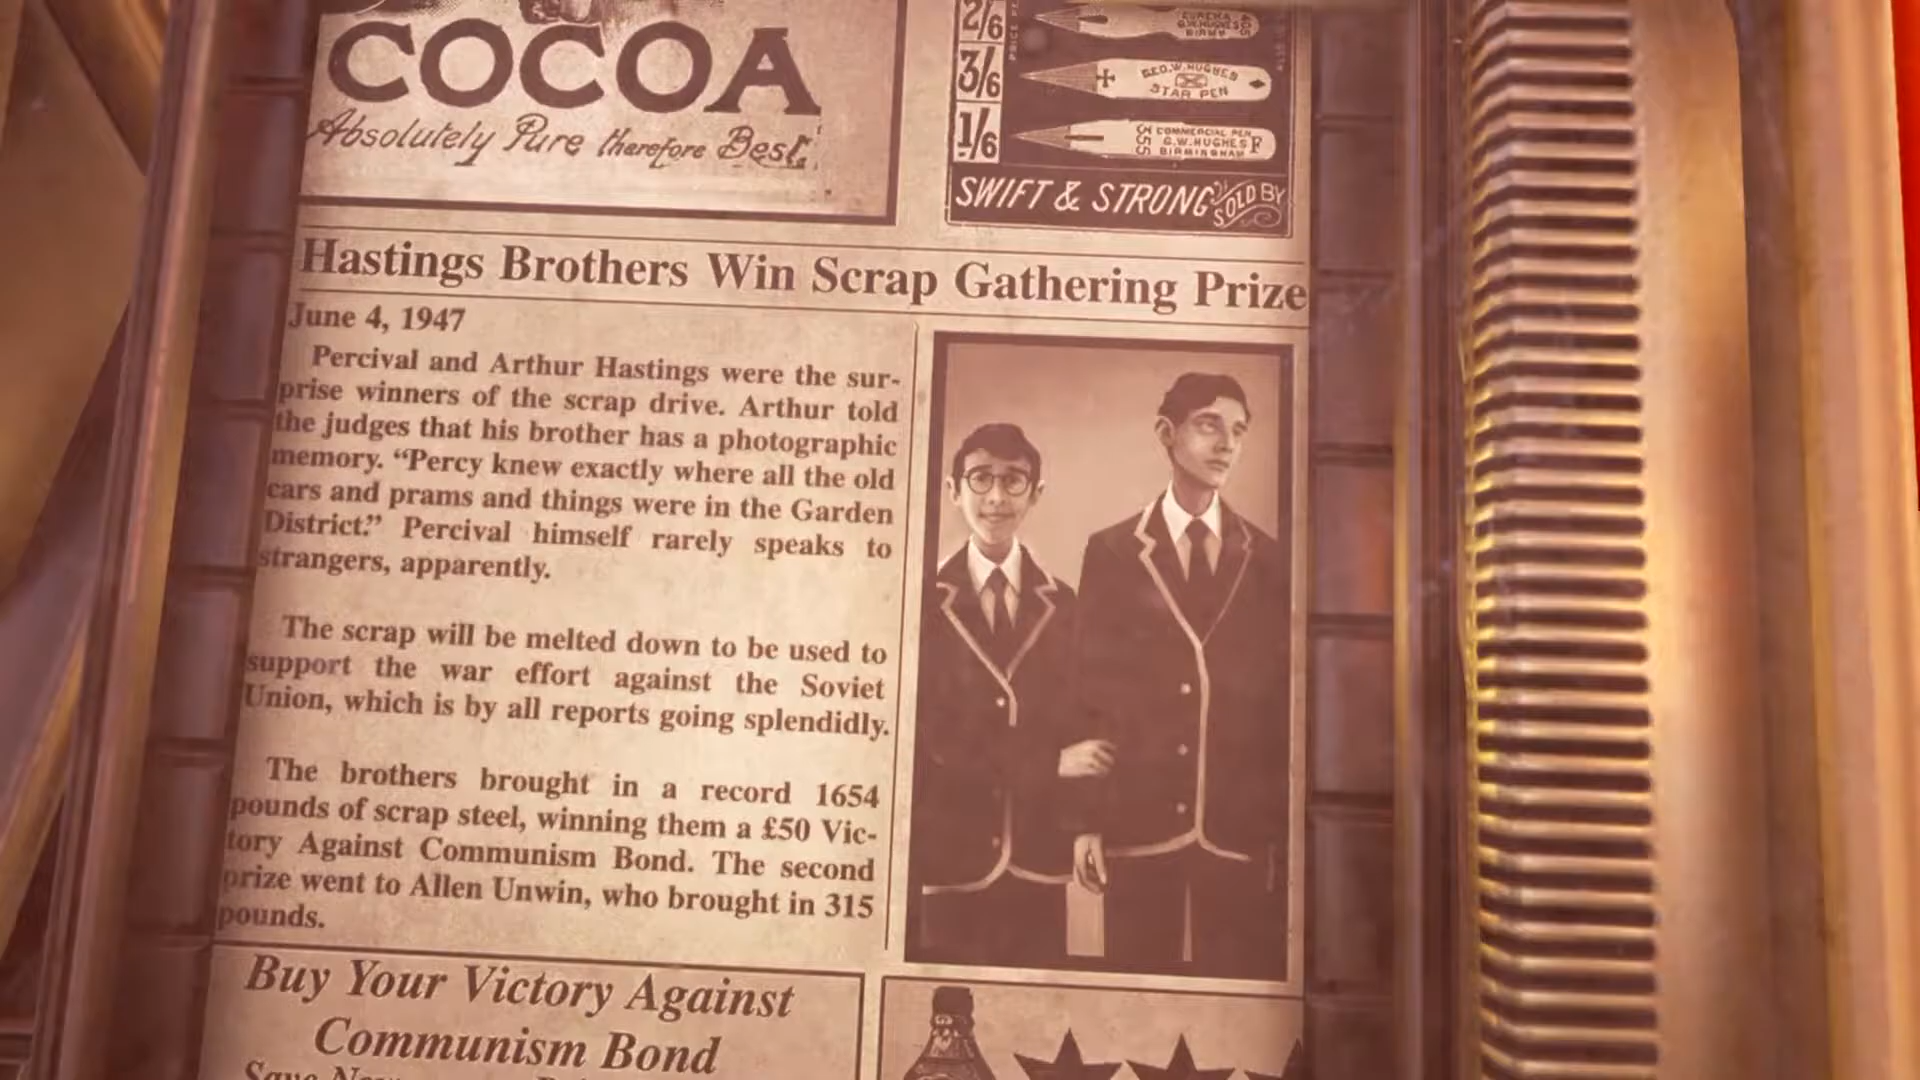 COCOA
Absolutely Pure therefore Best.
2/6
3/6
GEO. W. HUGHES
STAR PEN
1/6
COMMERCIAL PEN
G.W. HUGHES F
BIRMINGHAM
SWIFT & STRONG SOLD BY
Hastings Brothers Win Scrap Gathering Prize
June 4, 1947
Percival and Arthur Hastings were the sur-
prise winners of the scrap drive. Arthur told
the judges that his brother has a photographic
memory. “Percy knew exactly where all the old
cars and prams and things were in the Garden
District.” Percival himself rarely speaks to
strangers, apparently.
The scrap will be melted down to be used to
support the war effort against the Soviet
Union, which is by all reports going splendidly.
The brothers brought in a record 1654
pounds of scrap steel, winning them a £50 Vic-
tory Against Communism Bond. The second
prize went to Allen Unwin, who brought in 315
pounds.
Buy Your Victory Against
Communism Bond